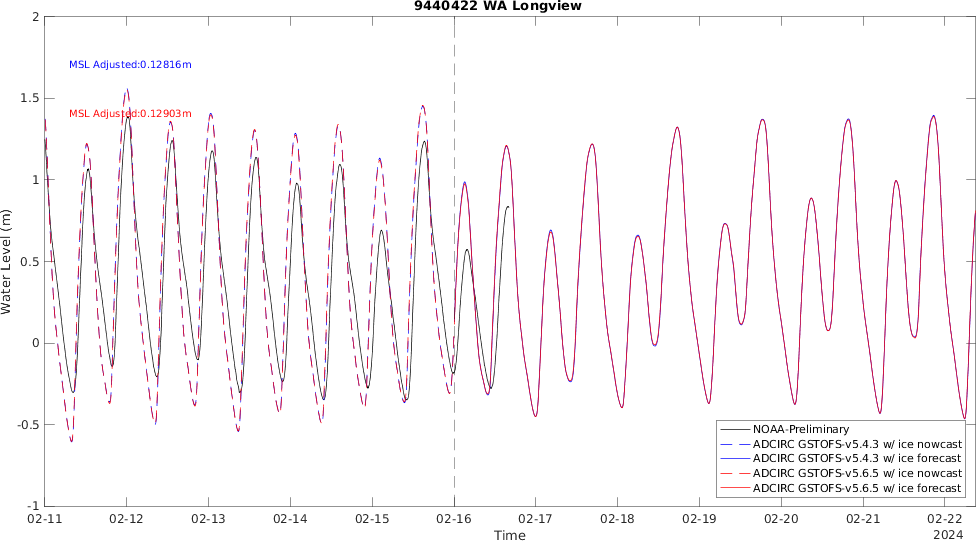 9440422 WA Longview
2
1.5
1
0.5
0
-0.5
-1
Water Level (m)
MSL Adjusted:0.12816m
MSL Adjusted:0.12903m
NOAA-Preliminary
ADCIRC GSTOFS-v5.4.3 w/ ice nowcast
ADCIRC GSTOFS-v5.4.3 w/ ice forecast
ADCIRC GSTOFS-v5.6.5 w/ ice nowcast
ADCIRC GSTOFS-v5.6.5 w/ ice forecast
02-11 02-12 02-13 02-14 02-15 02-16 02-17 02-18 02-19 02-20 02-21 02-22
Time
2024